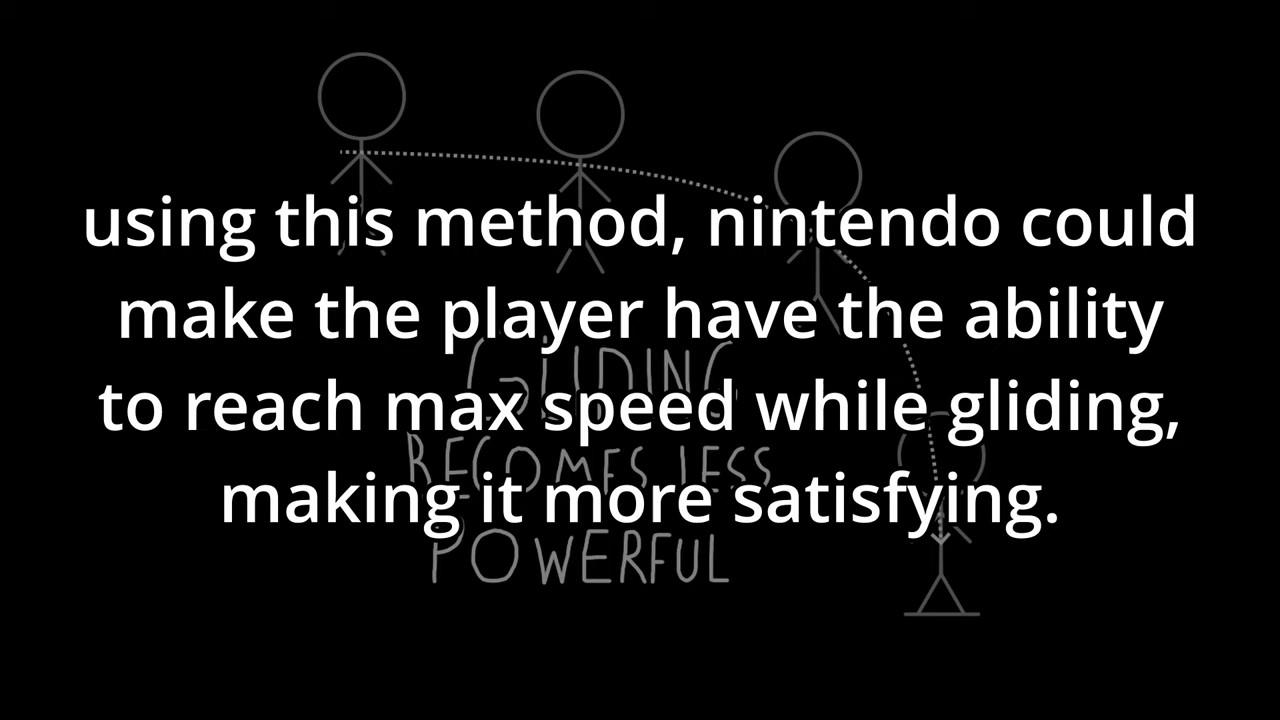 using this method, nintendo could
make the player have the ability
to reach max speed while gliding,
making it more satisfying.
GLIDING
BECOMES LESS
POWERFUL